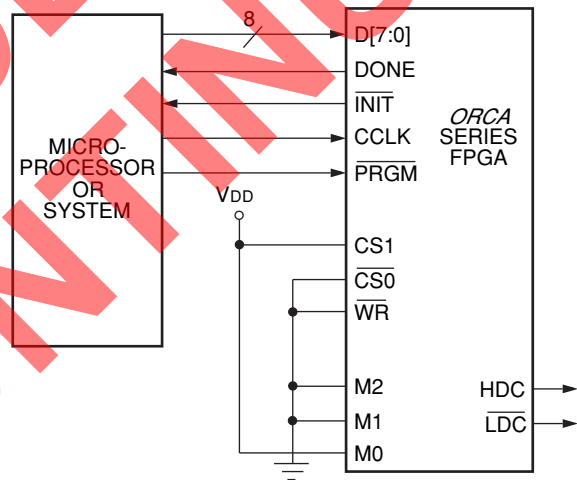 8
D[7:0]
DONE
INIT
CCLK
PRGM
MICRO-
PROCESSOR
OR
SYSTEM
ORCA
SERIES
FPGA
VDD
CS1
CS0
WR
M2
M1
M0
HDC
LDC